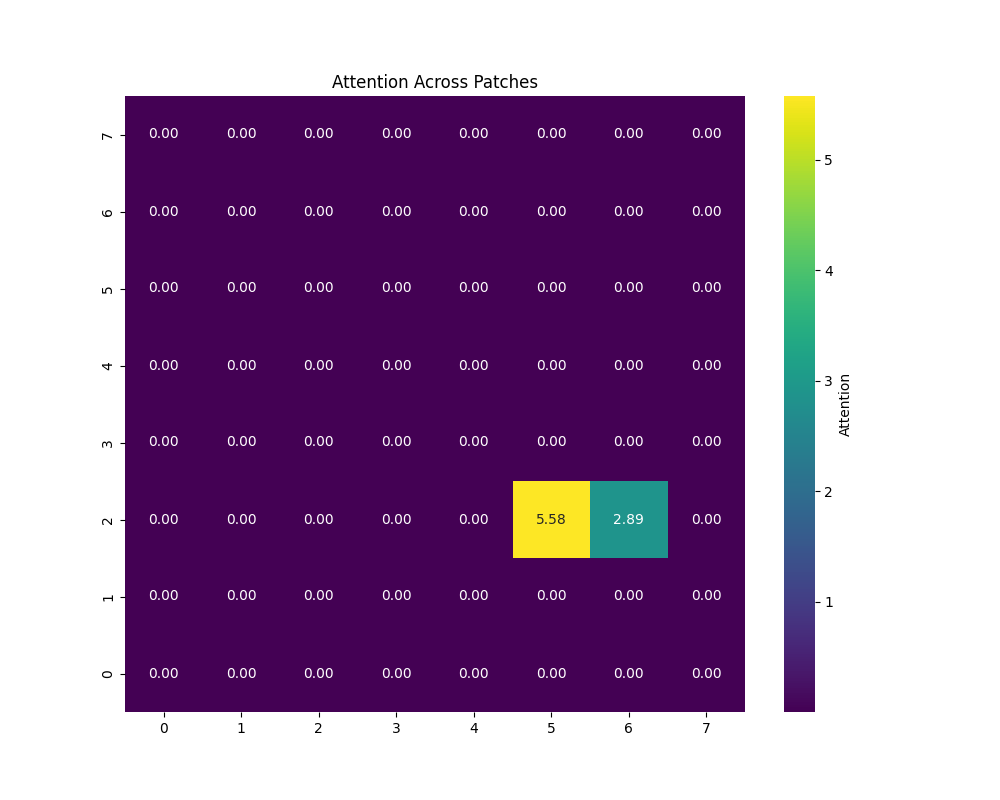 Attention Across Patches
7 0.00 0.00 0.00 0.00 0.00 0.00 0.00 0.00
6 0.00 0.00 0.00 0.00 0.00 0.00 0.00 0.00
5 0.00 0.00 0.00 0.00 0.00 0.00 0.00 0.00
4 0.00 0.00 0.00 0.00 0.00 0.00 0.00 0.00
3 0.00 0.00 0.00 0.00 0.00 0.00 0.00 0.00
2 0.00 0.00 0.00 0.00 0.00 5.58 2.89 0.00
1 0.00 0.00 0.00 0.00 0.00 0.00 0.00 0.00
0 0.00 0.00 0.00 0.00 0.00 0.00 0.00 0.00
0 1 2 3 4 5 6 7
5
4
3
2
1
Attention